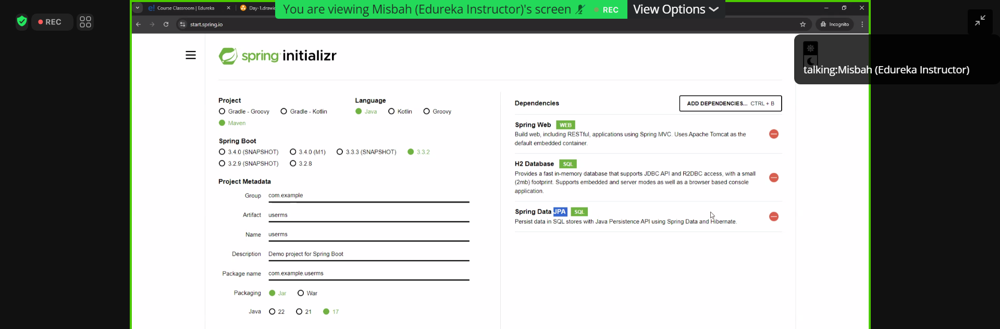 You are viewing Misbah (Edureka Instructor)'s screen
REC
View Options
REC
Course Classroom | Edureka
Day-1.drawio
start.spring.io
Incognito
talking:Misbah (Edureka Instructor)
spring initializr
Project
Gradle - Groovy
Gradle - Kotlin
Maven
Language
Java
Kotlin
Groovy
Spring Boot
3.4.0 (SNAPSHOT)
3.4.0 (M1)
3.3.3 (SNAPSHOT)
3.3.2
3.2.9 (SNAPSHOT)
3.2.8
Project Metadata
Group com.example
Artifact userms
Name userms
Description Demo project for Spring Boot
Package name com.example.userms
Packaging Jar War
Java 22 21 17
Dependencies
ADD DEPENDENCIES... CTRL + B
Spring Web WEB
Build web, including RESTful, applications using Spring MVC. Uses Apache Tomcat as the
default embedded container.
H2 Database SQL
Provides a fast in-memory database that supports JDBC API and R2DBC access, with a small
(2mb) footprint. Supports embedded and server modes as well as a browser based console
application.
Spring Data JPA SQL
Persist data in SQL stores with Java Persistence API using Spring Data and Hibernate.